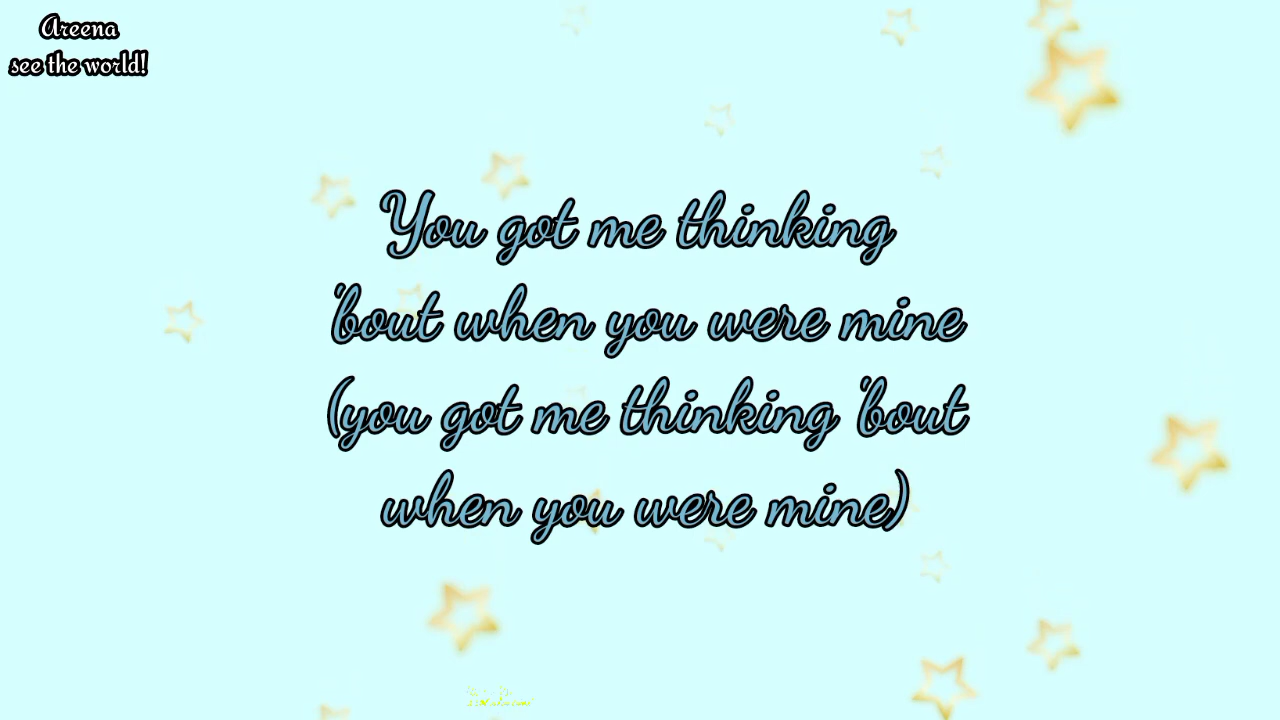 Areena
see the world!
You got me thinking
'bout when you were mine
(you got me thinking 'bout
when you were mine)